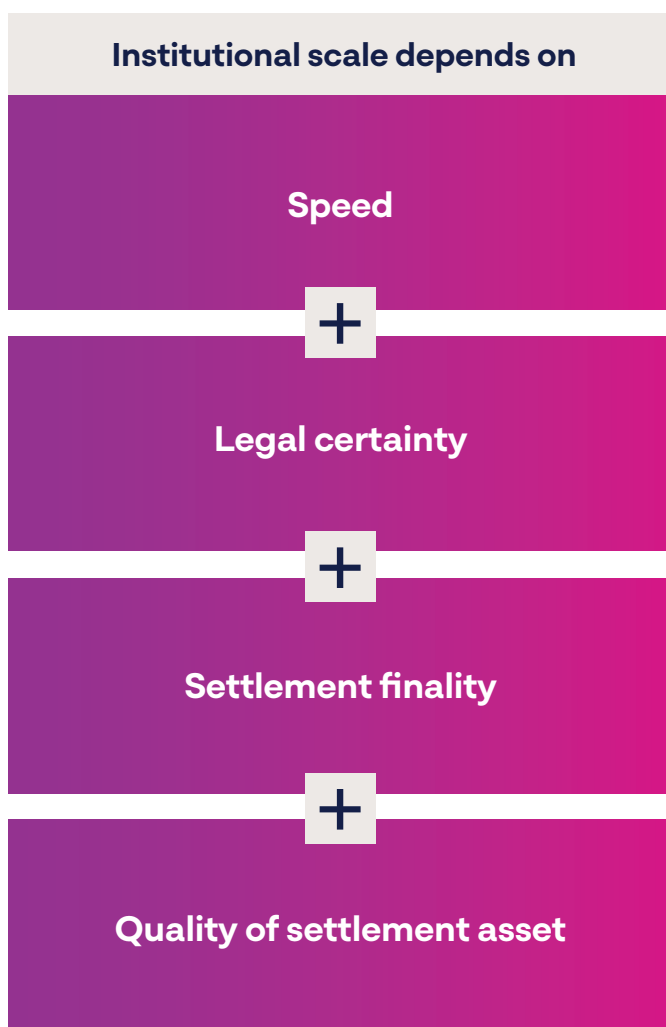 Institutional scale depends on
Speed
+
Legal certainty
+
Settlement finality
+
Quality of settlement asset